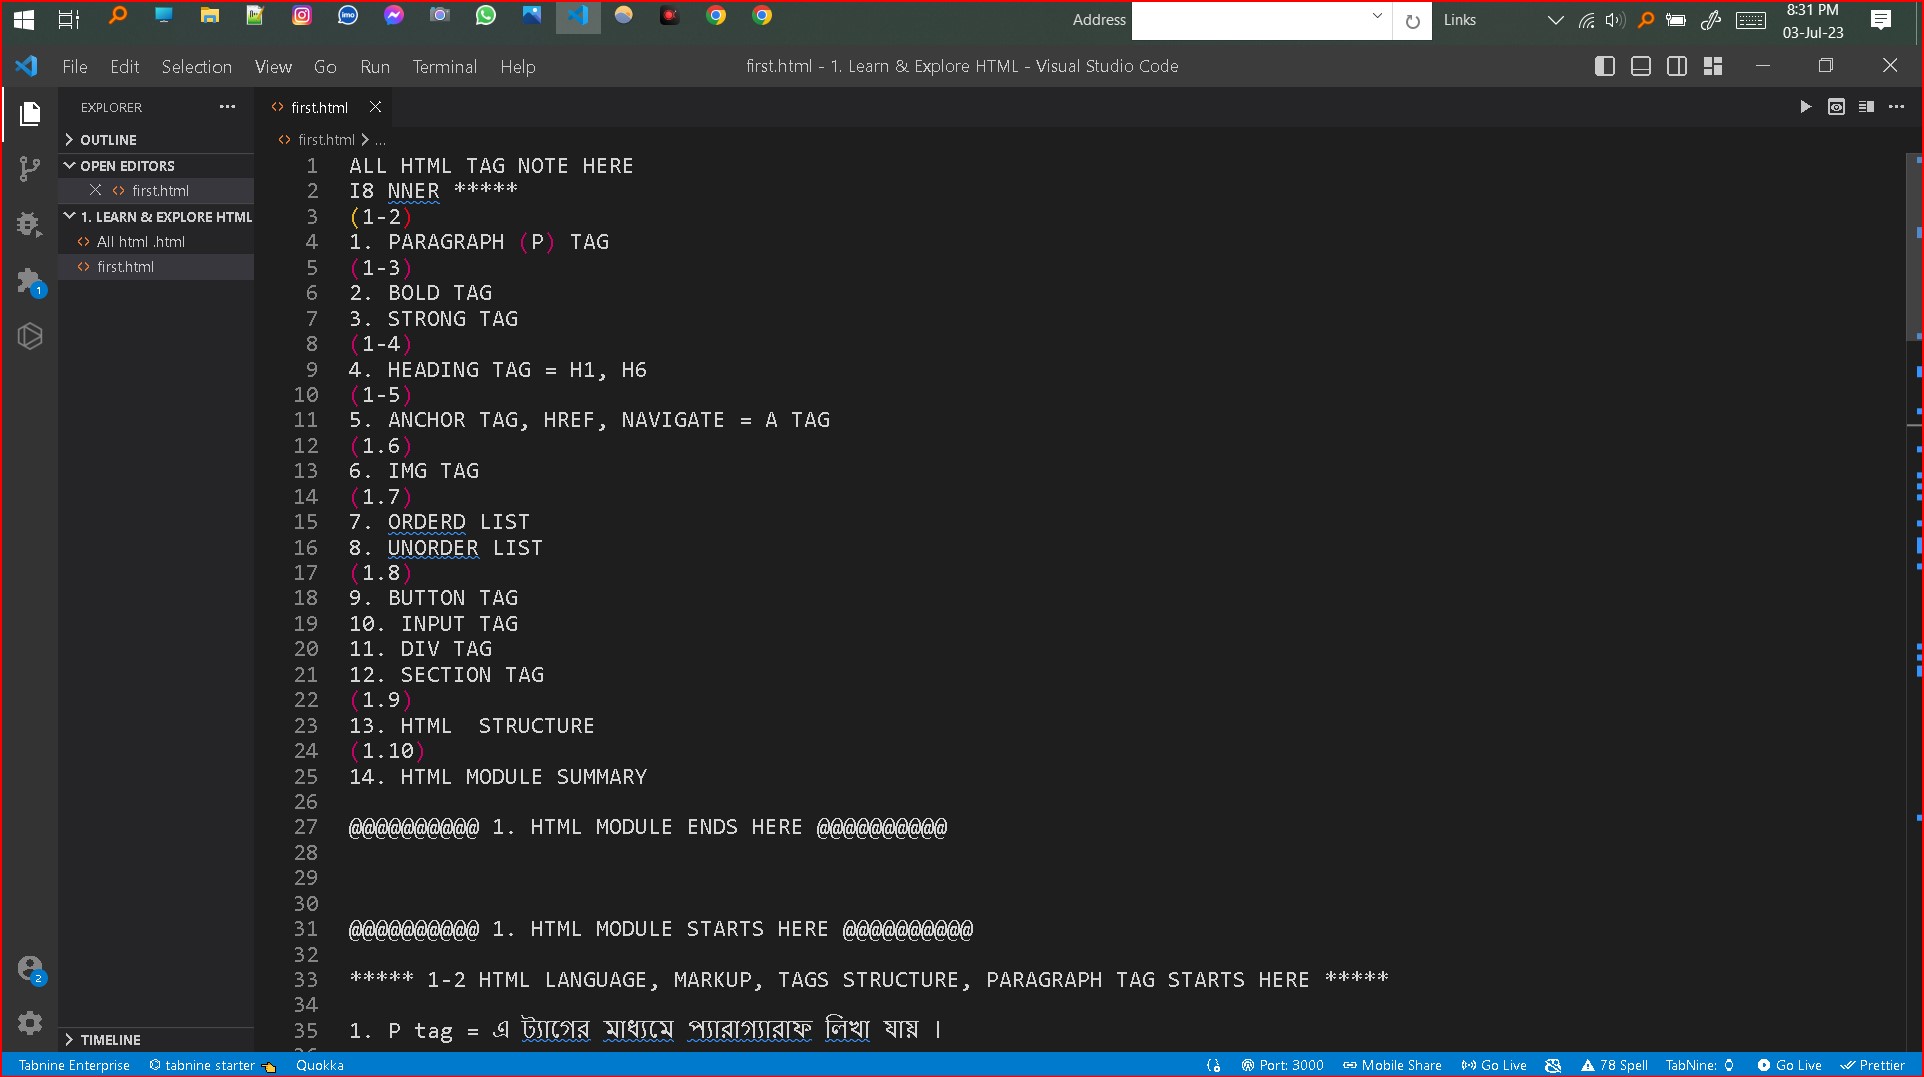 Address
Links
8:31 PM
03-Jul-23
File Edit Selection View Go Run Terminal Help
first.html - 1. Learn & Explore HTML - Visual Studio Code
EXPLORER
OUTLINE
OPEN EDITORS
first.html
1. LEARN & EXPLORE HTML
All html .html
first.html
1
2
TIMELINE
first.html
first.html > ...
1 ALL HTML TAG NOTE HERE
2 I8 NNER *****
3 (1-2)
4 1. PARAGRAPH (P) TAG
5 (1-3)
6 2. BOLD TAG
7 3. STRONG TAG
8 (1-4)
9 4. HEADING TAG = H1, H6
10 (1-5)
11 5. ANCHOR TAG, HREF, NAVIGATE = A TAG
12 (1.6)
13 6. IMG TAG
14 (1.7)
15 7. ORDERD LIST
16 8. UNORDER LIST
17 (1.8)
18 9. BUTTON TAG
19 10. INPUT TAG
20 11. DIV TAG
21 12. SECTION TAG
22 (1.9)
23 13. HTML  STRUCTURE
24 (1.10)
25 14. HTML MODULE SUMMARY
26
27 @@@@@@@@@@ 1. HTML MODULE ENDS HERE @@@@@@@@@@
28
29
30
31 @@@@@@@@@@ 1. HTML MODULE STARTS HERE @@@@@@@@@@
32
33 ***** 1-2 HTML LANGUAGE, MARKUP, TAGS STRUCTURE, PARAGRAPH TAG STARTS HERE *****
34
35 1. P tag = এ ট্যাগের মাধ্যমে প্যারাগ্যারাফ লিখা যায় ।
Tabnine Enterprise tabnine starter Quokka Port: 3000 Mobile Share Go Live 78 Spell TabNine: Go Live Prettier